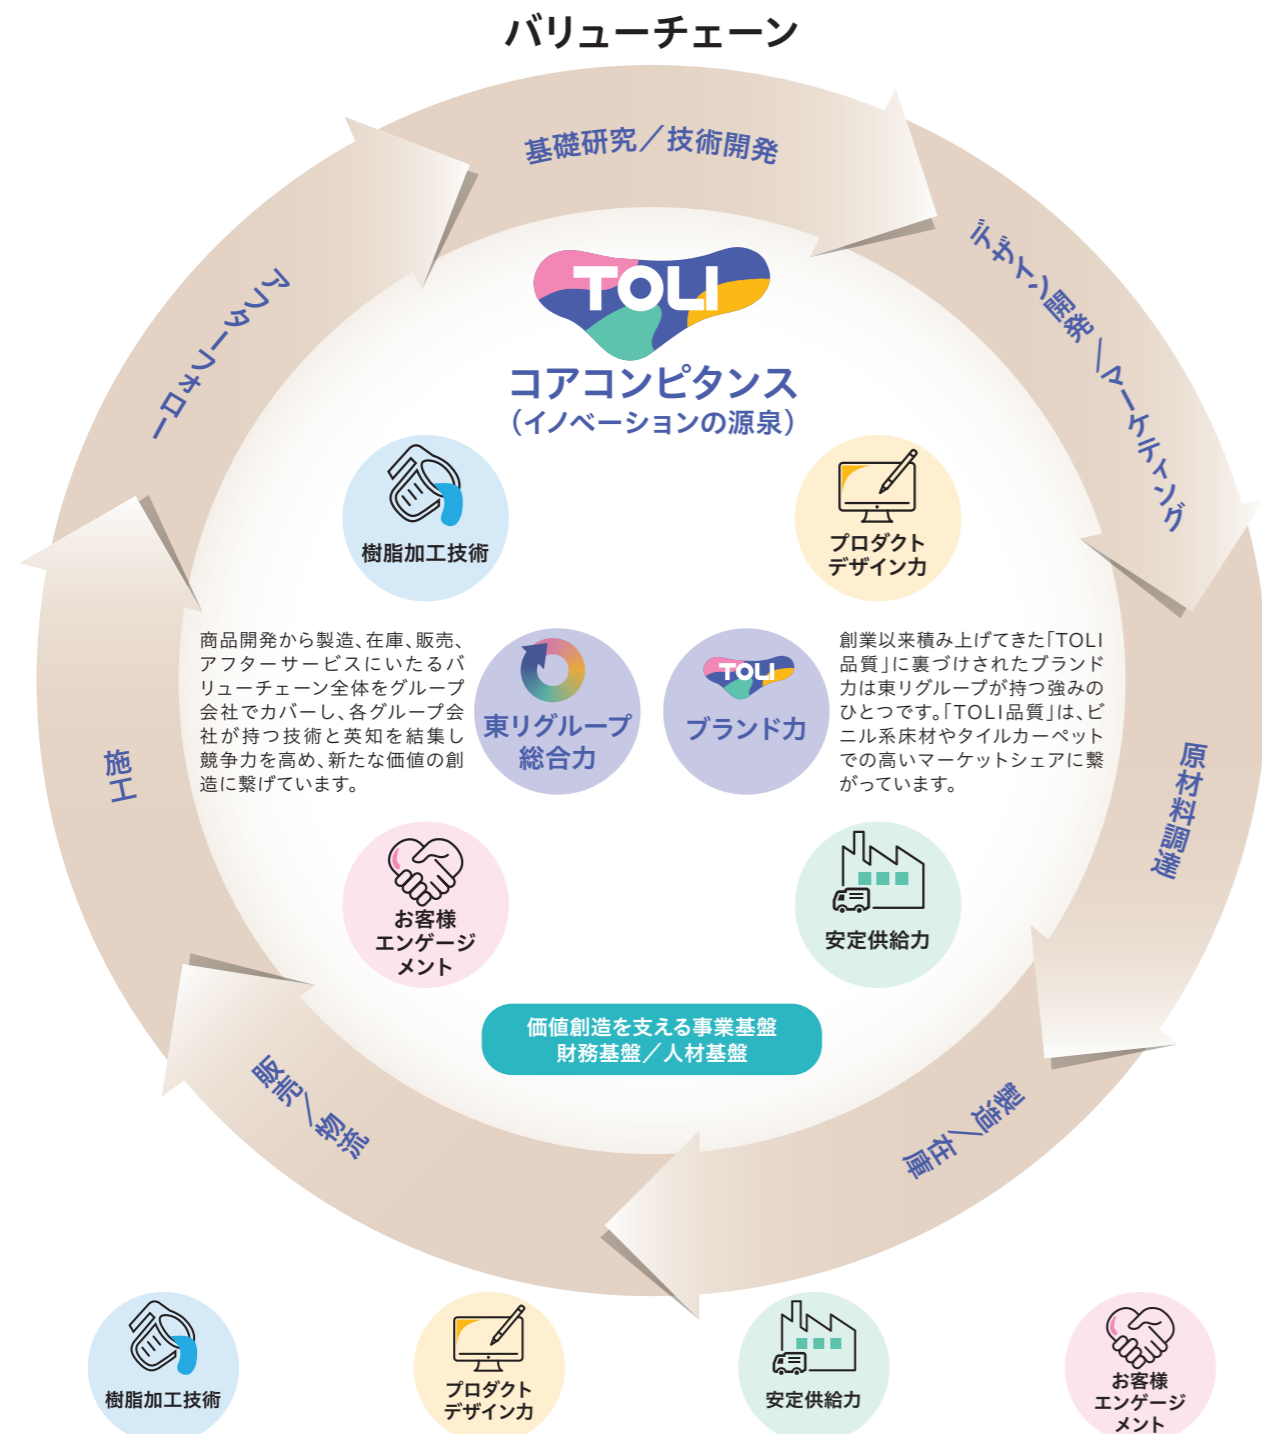 バリューチェーン
基礎研究／技術開発
デザイン開発／マーケティング
原材料調達
製造／在庫
販売／物流
施工
アフターフォロー
TOLI
コアコンピタンス
（イノベーションの源泉）
樹脂加工技術
プロダクト
デザイン力
商品開発から製造、在庫、販売、
アフターサービスにいたるバ
リューチェーン全体をグループ
会社でカバーし、各グループ会
社が持つ技術と英知を結集し
競争力を高め、新たな価値の創
造に繋げています。
東リグループ
総合力
TOLI
ブランド力
創業以来積み上げてきた「TOLI
品質」に裏づけされたブランド
力は東リグループが持つ強みの
ひとつです。「TOLI品質」は、ビ
ニル系床材やタイルカーペット
での高いマーケットシェアに繋
がっています。
お客様
エンゲージ
メント
安定供給力
価値創造を支える事業基盤
財務基盤／人材基盤
樹脂加工技術
プロダクト
デザイン力
安定供給力
お客様
エンゲージ
メント